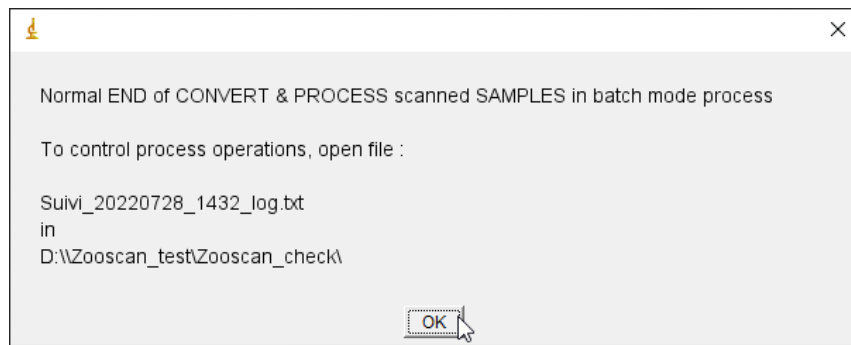 Normal END of CONVERT & PROCESS scanned SAMPLES in batch mode process
To control process operations, open file :
Suivi_20220728_1432_log.txt
in
D:\\Zooscan_test\Zooscan_check\
OK